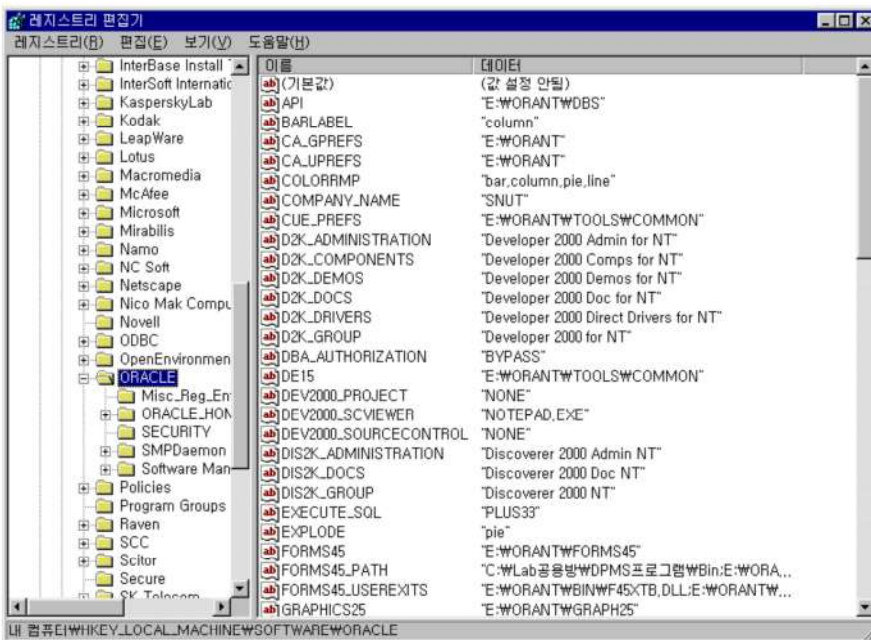 레지스트리 편집기
레지스트리(R) 편집(E) 보기(V) 도움말(H)
InterBase Install
InterSoft Internatic
KasperskyLab
Kodak
LeapWare
Lotus
Macromedia
McAfee
Microsoft
Mirabilis
Namo
NC Soft
Netscape
Nico Mak Compu
Novell
ODBC
OpenEnvironmen
ORACLE
Misc_Reg_En
ORACLE_HON
SECURITY
SMPDaemon
Software Man
Policies
Program Groups
Raven
SCC
Scitor
Secure
SK Telecom
이름 데이터
(기본값) (값 설정 안됨)
API "E:₩ORANT₩DBS"
BARLABEL "column"
CA_GPREFS "E:₩ORANT"
CA_UPREFS "E:₩ORANT"
COLORRMP "bar,column,pie,line"
COMPANY_NAME "SNUT"
CUE_PREFS "E:₩ORANT₩TOOLS₩COMMON"
D2K_ADMINISTRATION "Developer 2000 Admin for NT"
D2K_COMPONENTS "Developer 2000 Comps for NT"
D2K_DEMOS "Developer 2000 Demos for NT"
D2K_DOCS "Developer 2000 Doc for NT"
D2K_DRIVERS "Developer 2000 Direct Drivers for NT"
D2K_GROUP "Developer 2000 for NT"
DBA_AUTHORIZATION "BYPASS"
DE15 "E:₩ORANT₩TOOLS₩COMMON"
DEV2000_PROJECT "NONE"
DEV2000_SCVIEWER "NOTEPAD.EXE"
DEV2000_SOURCECONTROL "NONE"
DIS2K_ADMINISTRATION "Discoverer 2000 Admin NT"
DIS2K_DOCS "Discoverer 2000 Doc NT"
DIS2K_GROUP "Discoverer 2000 NT"
EXECUTE_SQL "PLUS33"
EXPLODE "pie"
FORMS45 "E:₩ORANT₩FORMS45"
FORMS45_PATH "C:₩Lab공용방₩DPMS프로그램₩Bin;E:₩ORA...
FORMS45_USEREXITS "E:₩ORANT₩BIN₩F45XTB.DLL;E:₩ORANT₩...
GRAPHICS25 "E:₩ORANT₩GRAPH25"
내 컴퓨터₩HKEY_LOCAL_MACHINE₩SOFTWARE₩ORACLE